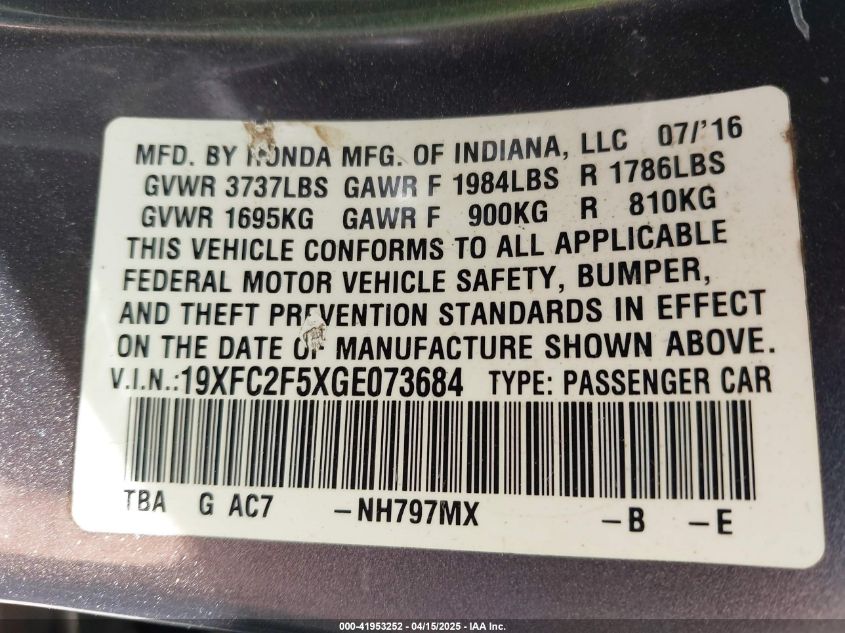 MFD. BY HONDA MFG. OF INDIANA, LLC 07/'16
GVWR 3737LBS GAWR F 1984LBS R 1786LBS
GVWR 1695KG GAWR F 900KG R 810KG
THIS VEHICLE CONFORMS TO ALL APPLICABLE
FEDERAL MOTOR VEHICLE SAFETY, BUMPER,
AND THEFT PREVENTION STANDARDS IN EFFECT
ON THE DATE OF MANUFACTURE SHOWN ABOVE.
V.I.N.:19XFC2F5XGE073684 TYPE: PASSENGER CAR
TBA G AC7 -NH797MX -B -E
000-41953252 - 04/15/2025 - IAA Inc.